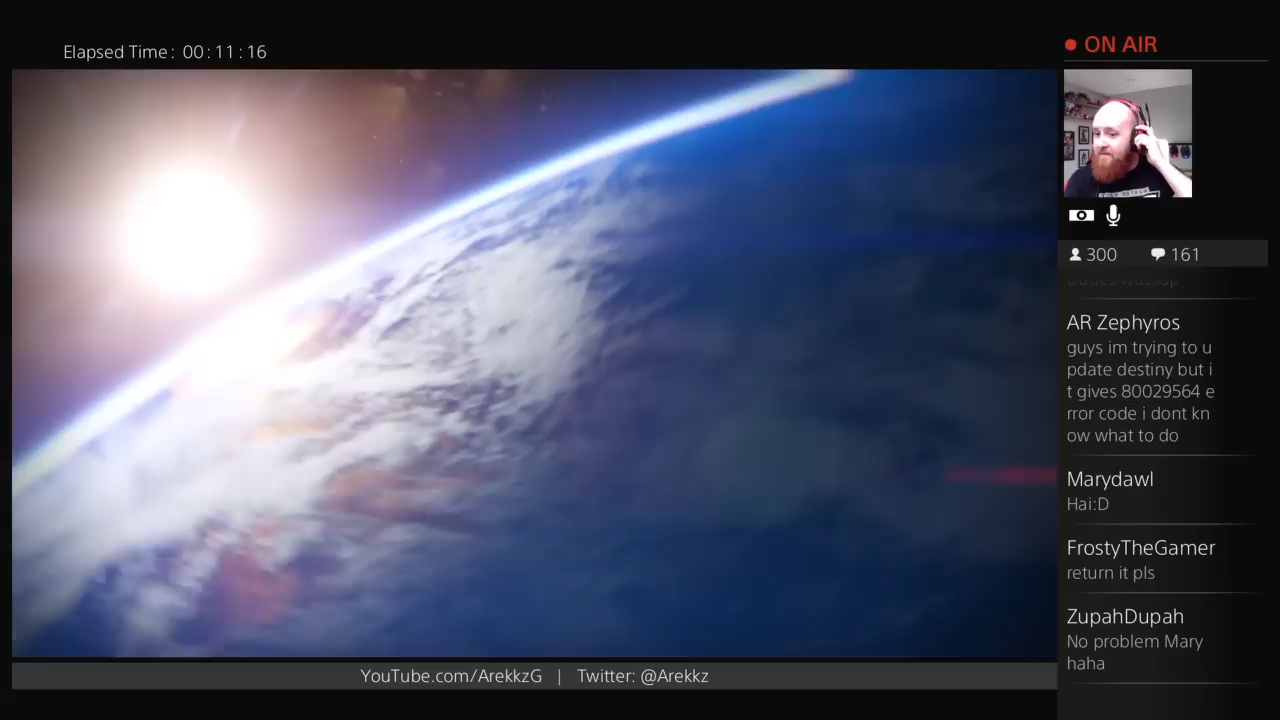 Elapsed Time: 00:11:16
ON AIR
300 161
Dudes wassup
AR Zephyros
guys im trying to u
pdate destiny but i
t gives 80029564 e
rror code i dont kn
ow what to do
Marydawl
Hai:D
FrostyTheGamer
return it pls
ZupahDupah
No problem Mary
haha
YouTube.com/ArekkzG | Twitter: @Arekkz